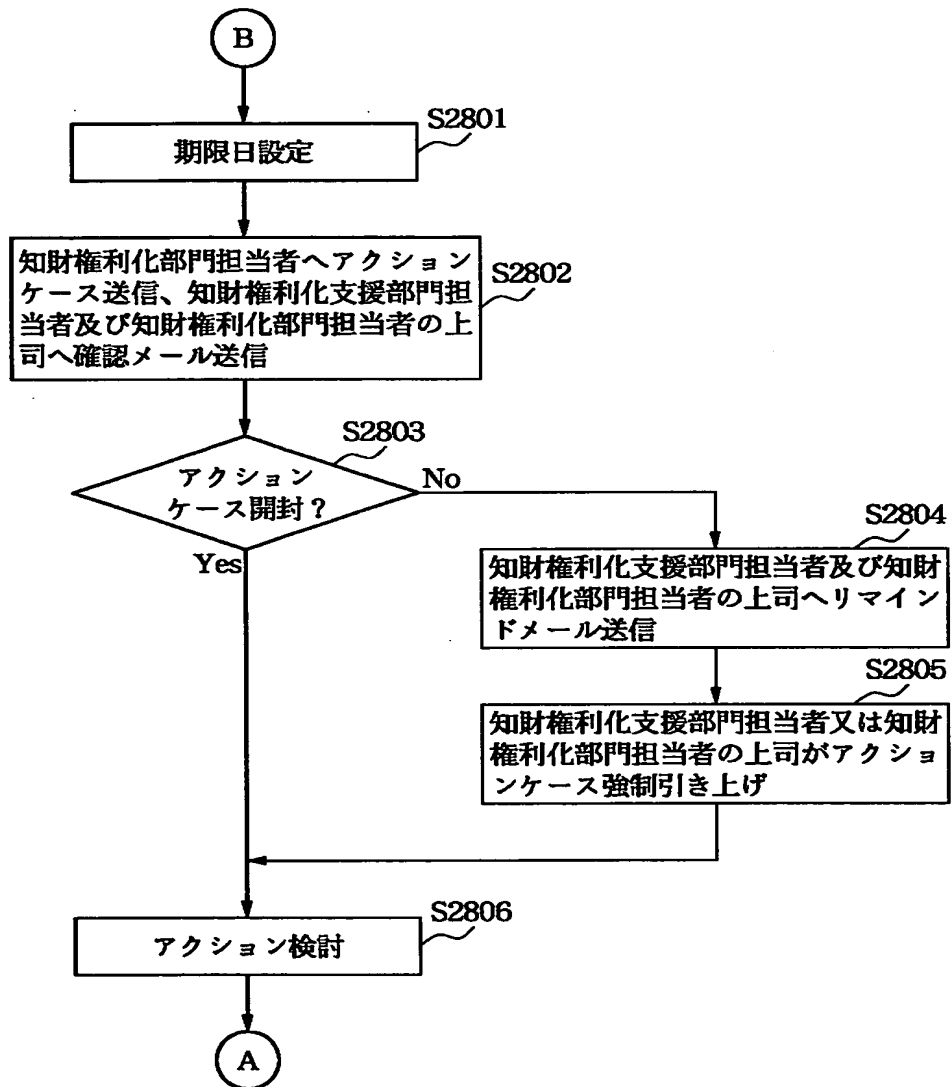 B
S2801
期限日設定
S2802
知財権利化部門担当者へアクション
ケース送信、知財権利化支援部門担
当者及び知財権利化部門担当者の上
司へ確認メール送信
S2803
アクション
ケース開封？
No
Yes
S2804
知財権利化支援部門担当者及び知財
権利化部門担当者の上司へリマイン
ドメール送信
S2805
知財権利化支援部門担当者又は知財
権利化部門担当者の上司がアクショ
ンケース強制引き上げ
S2806
アクション検討
A